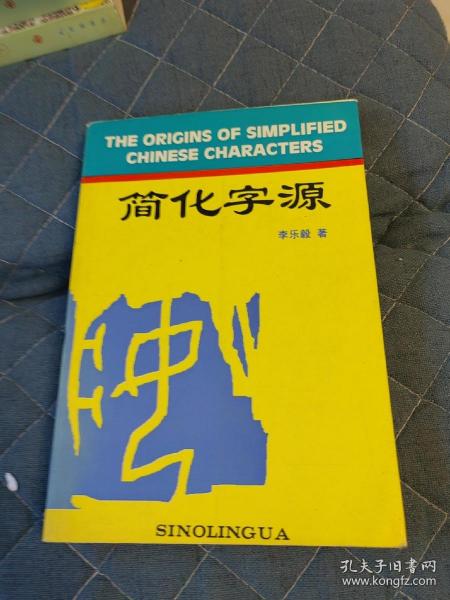 THE ORIGINS OF SIMPLIFIED
CHINESE CHARACTERS
简化字源
李乐毅 著
SINOLINGUA
孔夫子旧书网
www.kongfz.com